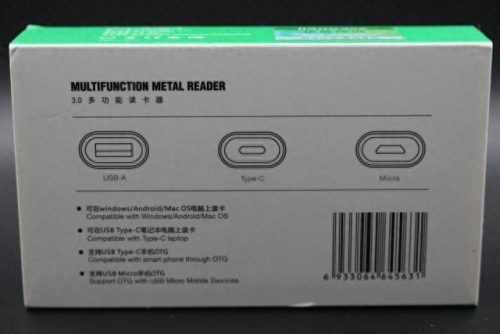 MULTIFUNCTION METAL READER
3.0 多功能读卡器
USB-A
Type-C
Micro
● 可在windows/Android/Mac OS电脑上读卡
Compatible with Windows/Android/Mac OS
● 可在USB Type-C笔记本电脑上读卡
Compatible with Type-C laptop
● 支持USB Type-C手机OTG
Compatible with smart phone through OTG
● 支持USB Micro手机OTG
Support OTG with USB Micro Mobile Devices
6 933064 645631